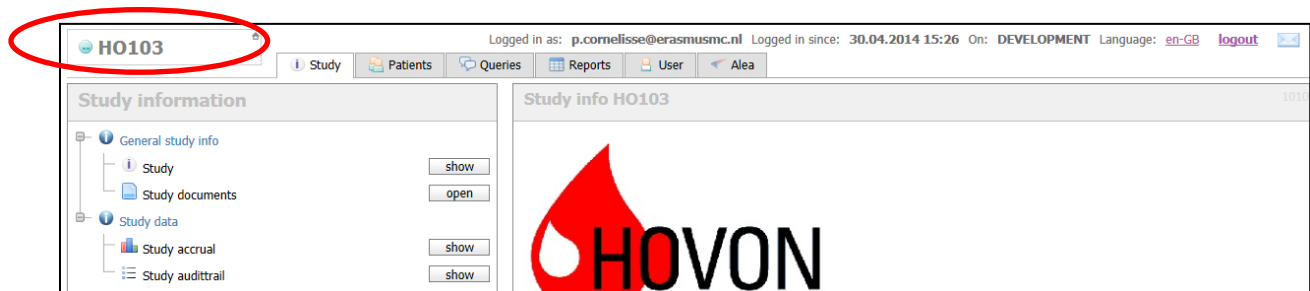 HO103
Logged in as: p.cornelisse@erasmusmc.nl Logged in since: 30.04.2014 15:26 On: DEVELOPMENT Language: en-GB logout
Study Patients Queries Reports User Alea
Study information
Study info HO103
1010
General study info
Study show
Study documents open
Study data
Study accrual show
Study audittrail show
HOVON